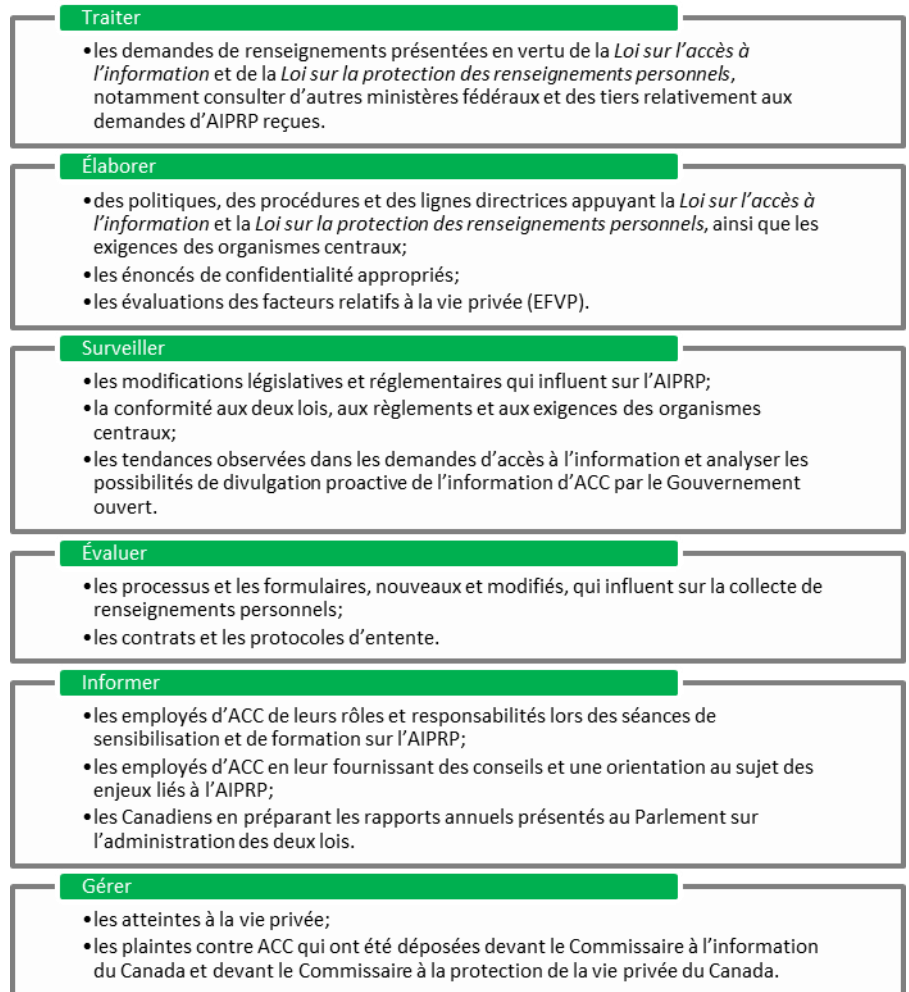 Traiter
•les demandes de renseignements présentées en vertu de la Loi sur l’accès à
l’information et de la Loi sur la protection des renseignements personnels,
notamment consulter d’autres ministères fédéraux et des tiers relativement aux
demandes d’AIPRP reçues.
Élaborer
•des politiques, des procédures et des lignes directrices appuyant la Loi sur l’accès à
l’information et la Loi sur la protection des renseignements personnels, ainsi que les
exigences des organismes centraux;
•les énoncés de confidentialité appropriés;
•les évaluations des facteurs relatifs à la vie privée (EFVP).
Surveiller
•les modifications législatives et réglementaires qui influent sur l’AIPRP;
•la conformité aux deux lois, aux règlements et aux exigences des organismes
centraux;
•les tendances observées dans les demandes d’accès à l’information et analyser les
possibilités de divulgation proactive de l’information d’ACC par le Gouvernement
ouvert.
Évaluer
•les processus et les formulaires, nouveaux et modifiés, qui influent sur la collecte de
renseignements personnels;
•les contrats et les protocoles d’entente.
Informer
•les employés d’ACC de leurs rôles et responsabilités lors des séances de
sensibilisation et de formation sur l’AIPRP;
•les employés d’ACC en leur fournissant des conseils et une orientation au sujet des
enjeux liés à l’AIPRP;
•les Canadiens en préparant les rapports annuels présentés au Parlement sur
l’administration des deux lois.
Gérer
•les atteintes à la vie privée;
•les plaintes contre ACC qui ont été déposées devant le Commissaire à l’information
du Canada et devant le Commissaire à la protection de la vie privée du Canada.